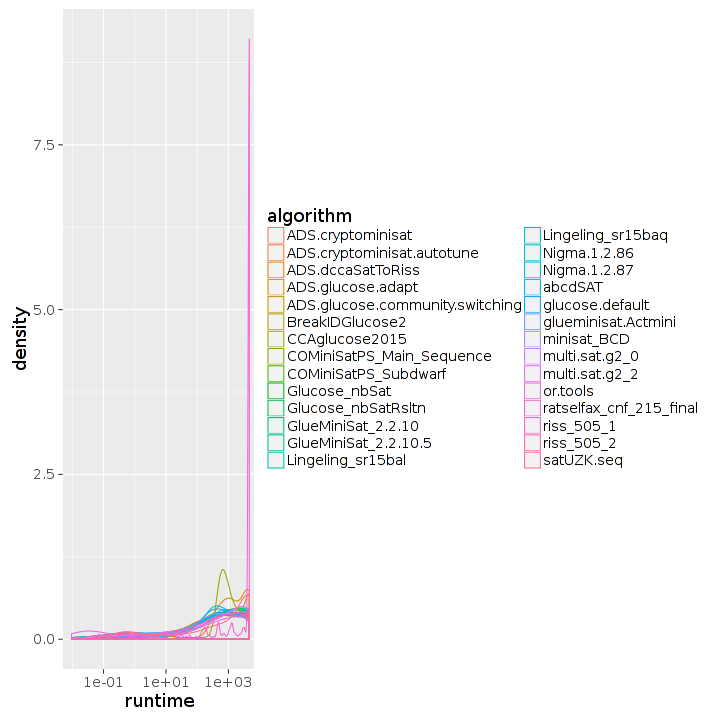 7.5
5.0
2.5
0.0
density
1e-01 1e+01 1e+03
runtime
algorithm
ADS.cryptominisat
ADS.cryptominisat.autotune
ADS.dccaSatToRiss
ADS.glucose.adapt
ADS.glucose.community.switching
BreakIDGlucose2
CCAglucose2015
COMiniSatPS_Main_Sequence
COMiniSatPS_Subdwarf
Glucose_nbSat
Glucose_nbSatRsltn
GlueMiniSat_2.2.10
GlueMiniSat_2.2.10.5
Lingeling_sr15bal
Lingeling_sr15baq
Nigma.1.2.86
Nigma.1.2.87
abcdSAT
glucose.default
glueminisat.Actmini
minisat_BCD
multi.sat.g2_0
multi.sat.g2_2
or.tools
ratselfax_cnf_215_final
riss_505_1
riss_505_2
satUZK.seq